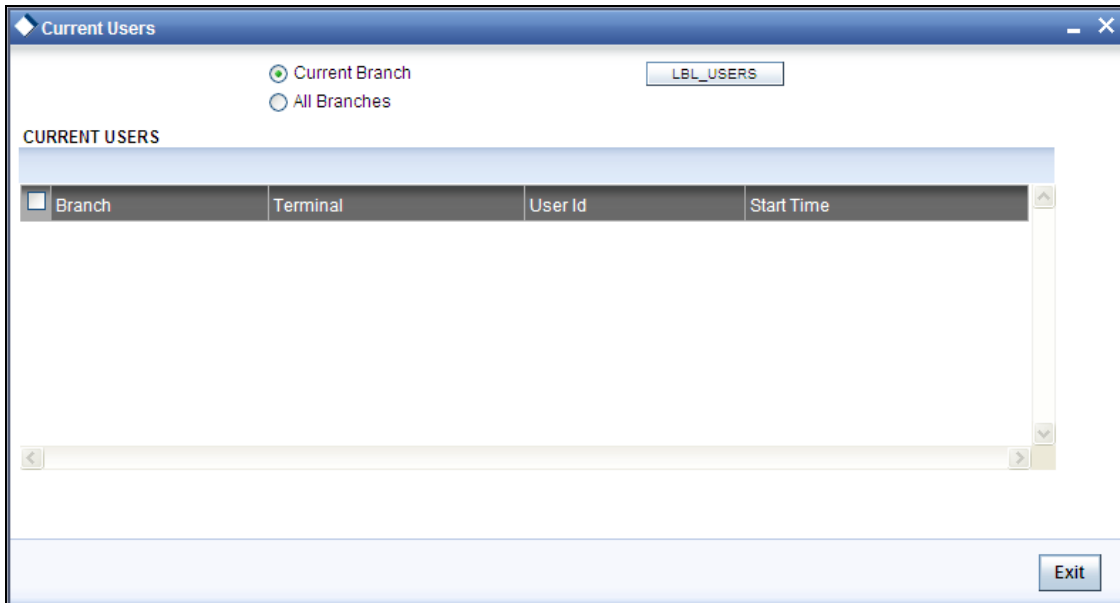 Current Users
Current Branch
LBL_USERS
All Branches
CURRENT USERS
Branch Terminal User Id Start Time
Exit